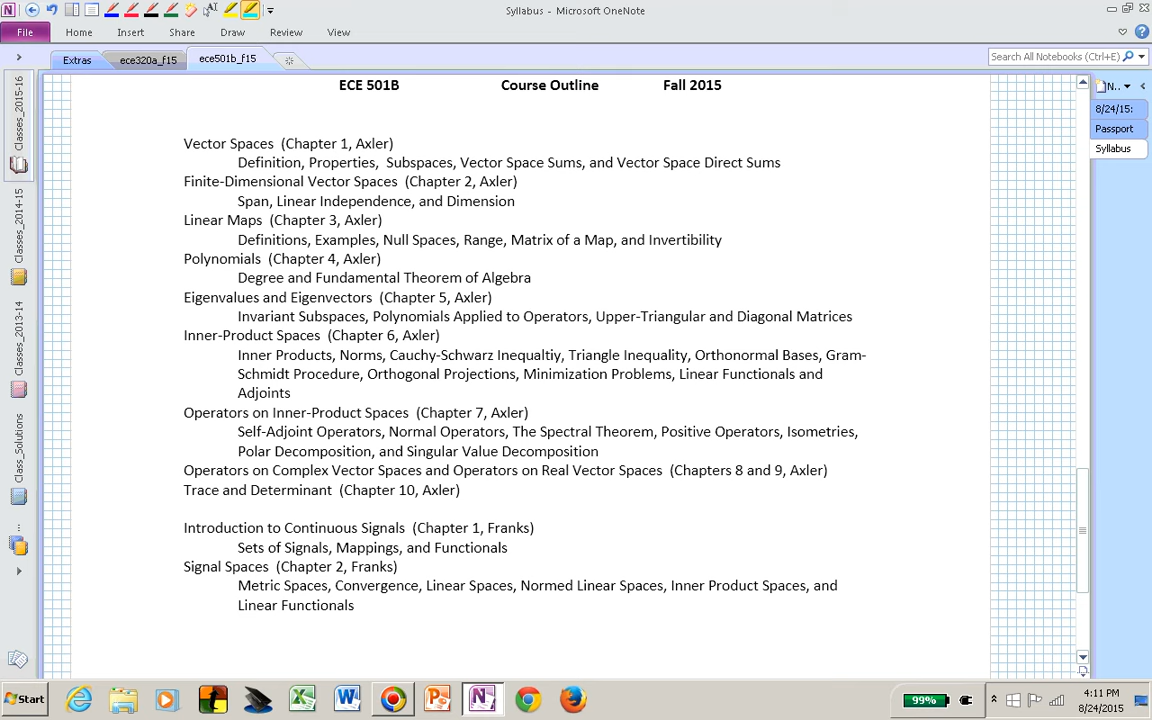 Syllabus - Microsoft OneNote
File Home Insert Share Draw Review View
Extras ece320a_f15 ece501b_f15
Search All Notebooks (Ctrl+E)
N..
8/24/15:
Passport
Syllabus
Classes_2015-16
Classes_2014-15
Classes_2013-14
Class_Solutions
ECE 501B Course Outline Fall 2015
Vector Spaces (Chapter 1, Axler)
Definition, Properties, Subspaces, Vector Space Sums, and Vector Space Direct Sums
Finite-Dimensional Vector Spaces (Chapter 2, Axler)
Span, Linear Independence, and Dimension
Linear Maps (Chapter 3, Axler)
Definitions, Examples, Null Spaces, Range, Matrix of a Map, and Invertibility
Polynomials (Chapter 4, Axler)
Degree and Fundamental Theorem of Algebra
Eigenvalues and Eigenvectors (Chapter 5, Axler)
Invariant Subspaces, Polynomials Applied to Operators, Upper-Triangular and Diagonal Matrices
Inner-Product Spaces (Chapter 6, Axler)
Inner Products, Norms, Cauchy-Schwarz Inequaltiy, Triangle Inequality, Orthonormal Bases, Gram-
Schmidt Procedure, Orthogonal Projections, Minimization Problems, Linear Functionals and
Adjoints
Operators on Inner-Product Spaces (Chapter 7, Axler)
Self-Adjoint Operators, Normal Operators, The Spectral Theorem, Positive Operators, Isometries,
Polar Decomposition, and Singular Value Decomposition
Operators on Complex Vector Spaces and Operators on Real Vector Spaces (Chapters 8 and 9, Axler)
Trace and Determinant (Chapter 10, Axler)
Introduction to Continuous Signals (Chapter 1, Franks)
Sets of Signals, Mappings, and Functionals
Signal Spaces (Chapter 2, Franks)
Metric Spaces, Convergence, Linear Spaces, Normed Linear Spaces, Inner Product Spaces, and
Linear Functionals
Start
99%
4:11 PM
8/24/2015